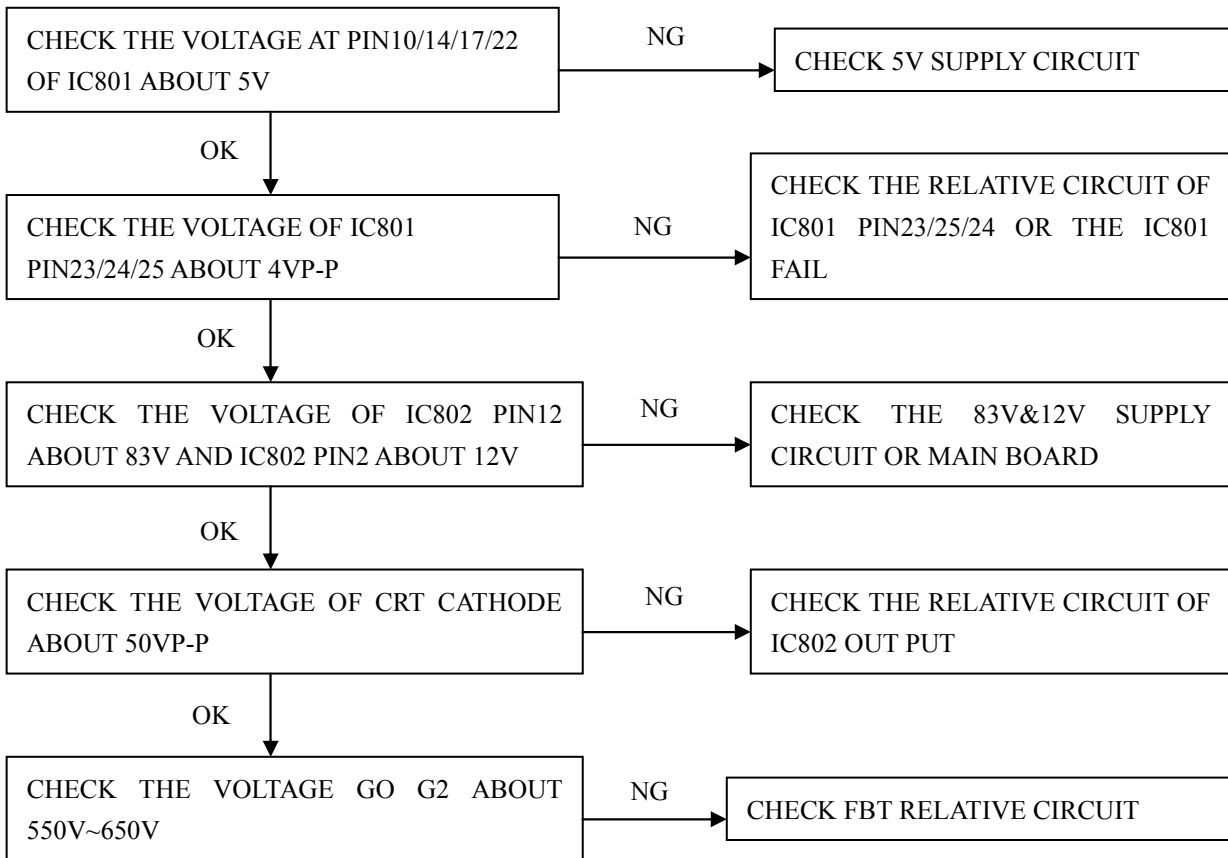 CHECK THE VOLTAGE AT PIN10/14/17/22
OF IC801 ABOUT 5V
NG
CHECK 5V SUPPLY CIRCUIT
OK
CHECK THE VOLTAGE OF IC801
PIN23/24/25 ABOUT 4VP-P
NG
CHECK THE RELATIVE CIRCUIT OF
IC801 PIN23/25/24 OR THE IC801
FAIL
OK
CHECK THE VOLTAGE OF IC802 PIN12
ABOUT 83V AND IC802 PIN2 ABOUT 12V
NG
CHECK THE 83V&12V SUPPLY
CIRCUIT OR MAIN BOARD
OK
CHECK THE VOLTAGE OF CRT CATHODE
ABOUT 50VP-P
NG
CHECK THE RELATIVE CIRCUIT OF
IC802 OUT PUT
OK
CHECK THE VOLTAGE GO G2 ABOUT
550V~650V
NG
CHECK FBT RELATIVE CIRCUIT